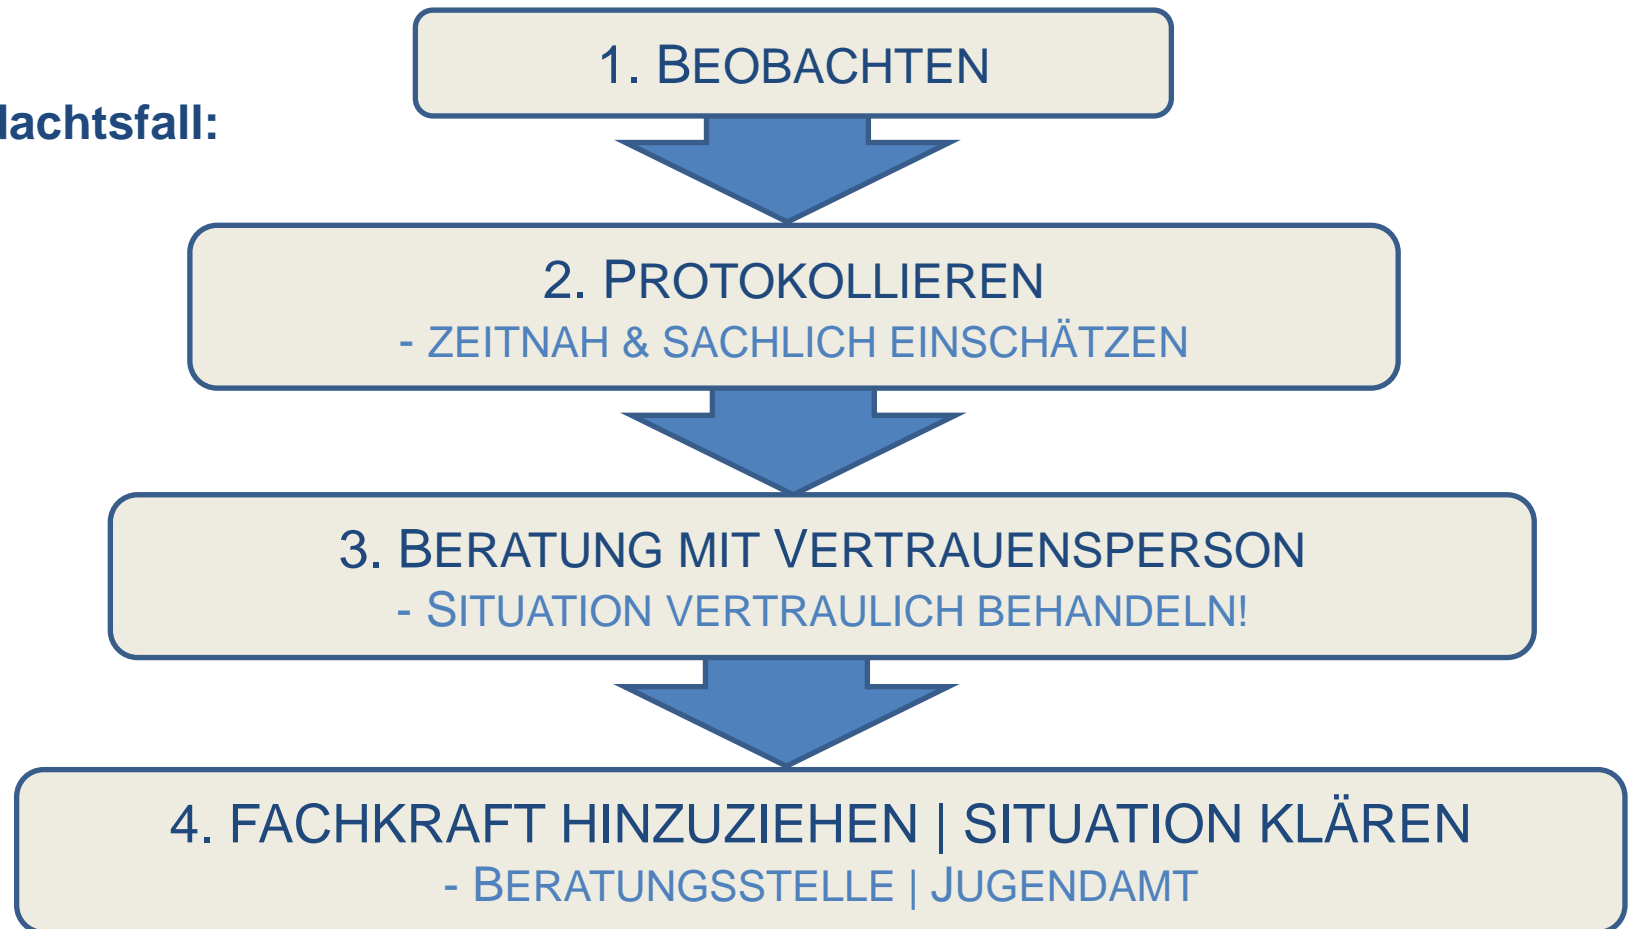 1. BEOBACHTEN
dachtsfall:
2. PROTOKOLLIEREN
- ZEITNAH & SACHLICH EINSCHÄTZEN
3. BERATUNG MIT VERTRAUENSPERSON
- SITUATION VERTRAULICH BEHANDELN!
4. FACHKRAFT HINZUZIEHEN | SITUATION KLÄREN
- BERATUNGSSTELLE | JUGENDAMT